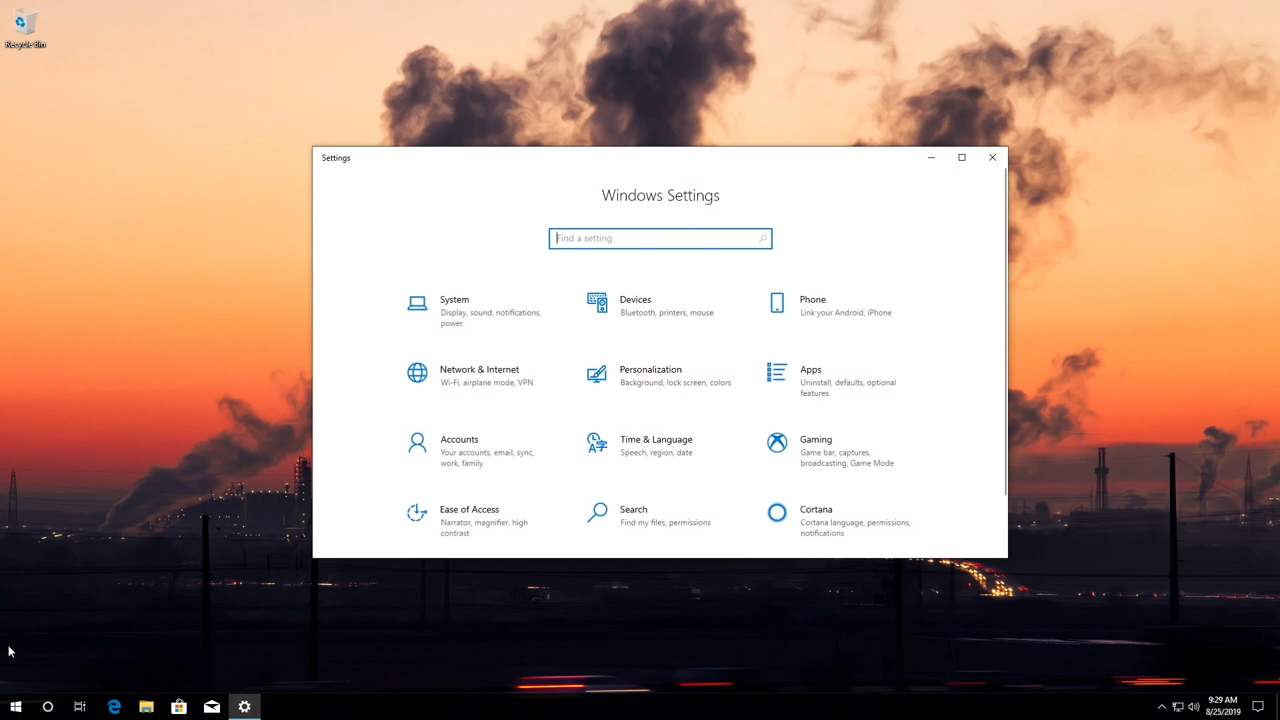 Recycle Bin
Settings
Windows Settings
Find a setting
System
Display, sound, notifications,
power
Devices
Bluetooth, printers, mouse
Phone
Link your Android, iPhone
Network & Internet
Wi-Fi, airplane mode, VPN
Personalization
Background, lock screen, colors
Apps
Uninstall, defaults, optional
features
Accounts
Your accounts, email, sync,
work, family
Time & Language
Speech, region, date
Gaming
Game bar, captures,
broadcasting, Game Mode
Ease of Access
Narrator, magnifier, high
contrast
Search
Find my files, permissions
Cortana
Cortana language, permissions,
notifications
9:29 AM
8/25/2019